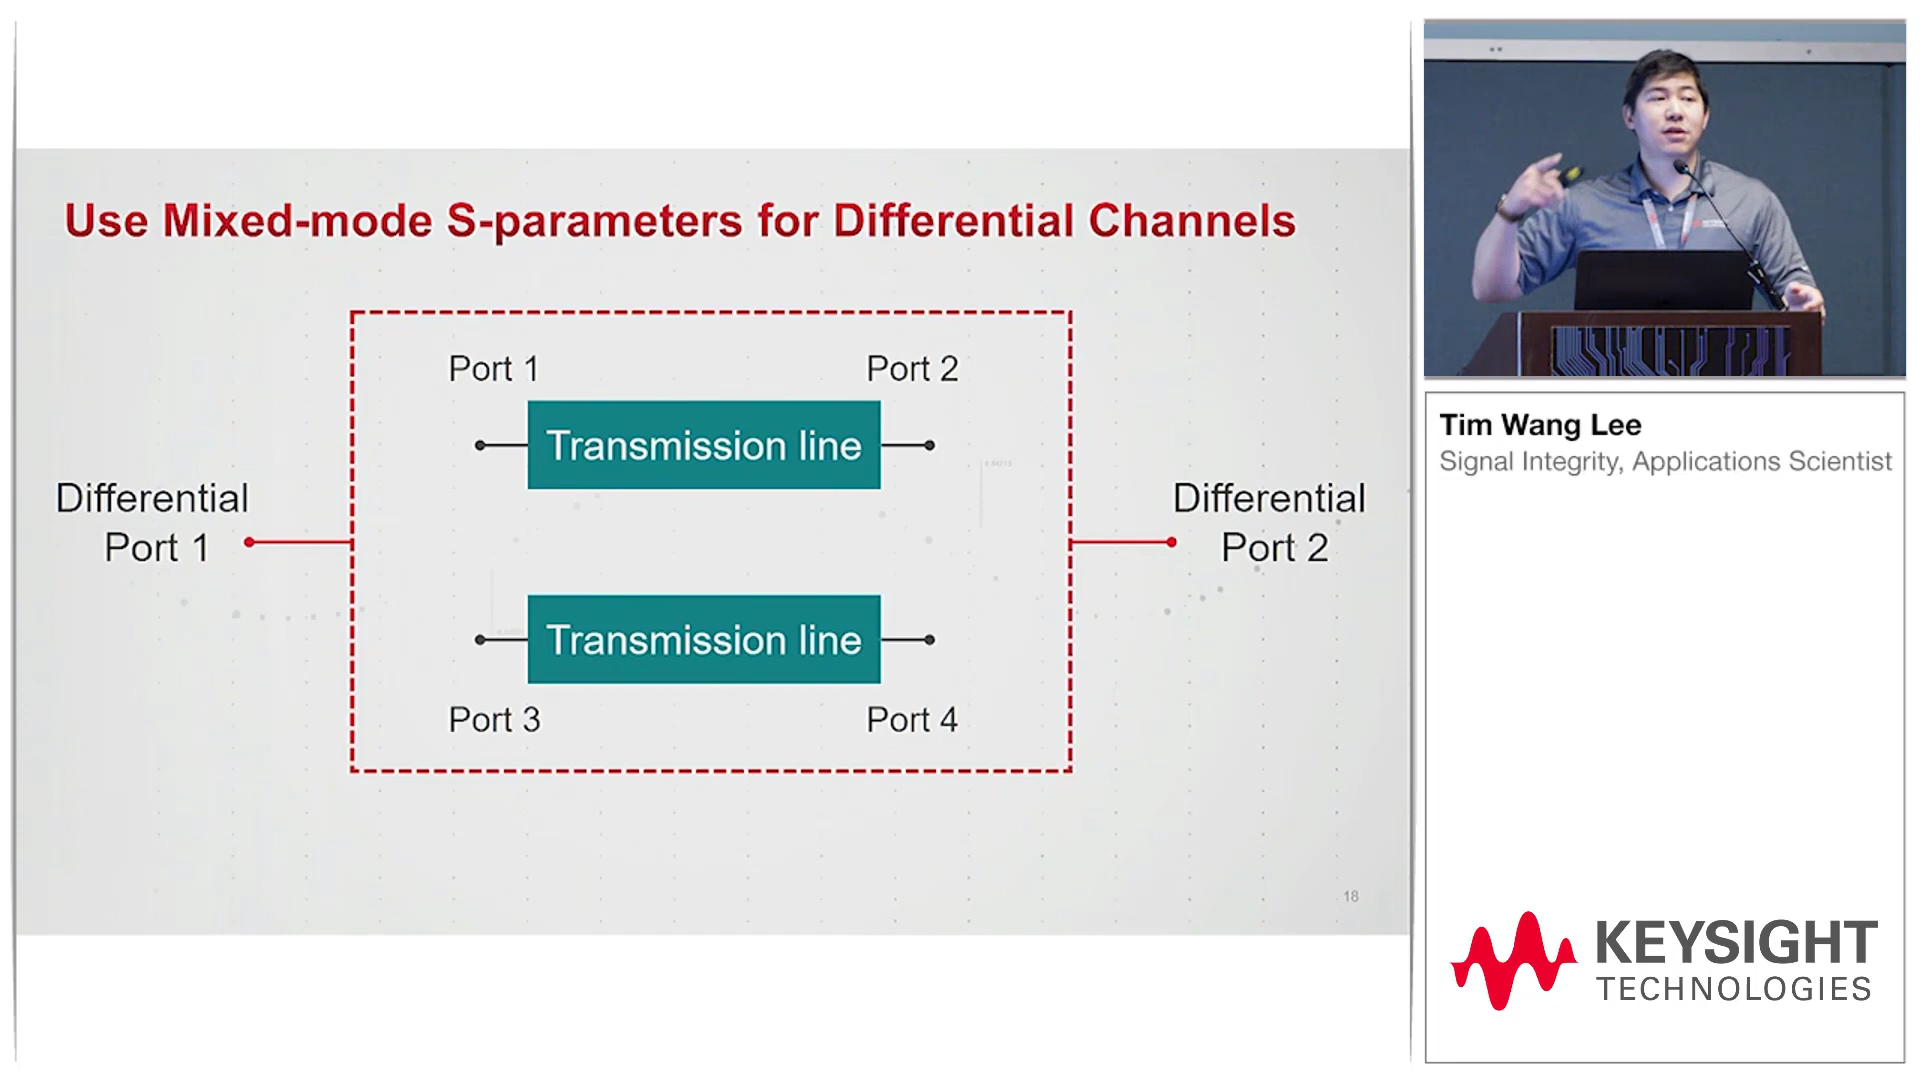 Use Mixed-mode S-parameters for Differential Channels
Port 1
Port 2
Transmission line
Differential
Port 1
Differential
Port 2
Transmission line
Port 3
Port 4
18
Tim Wang Lee
Signal Integrity, Applications Scientist
KEYSIGHT
TECHNOLOGIES